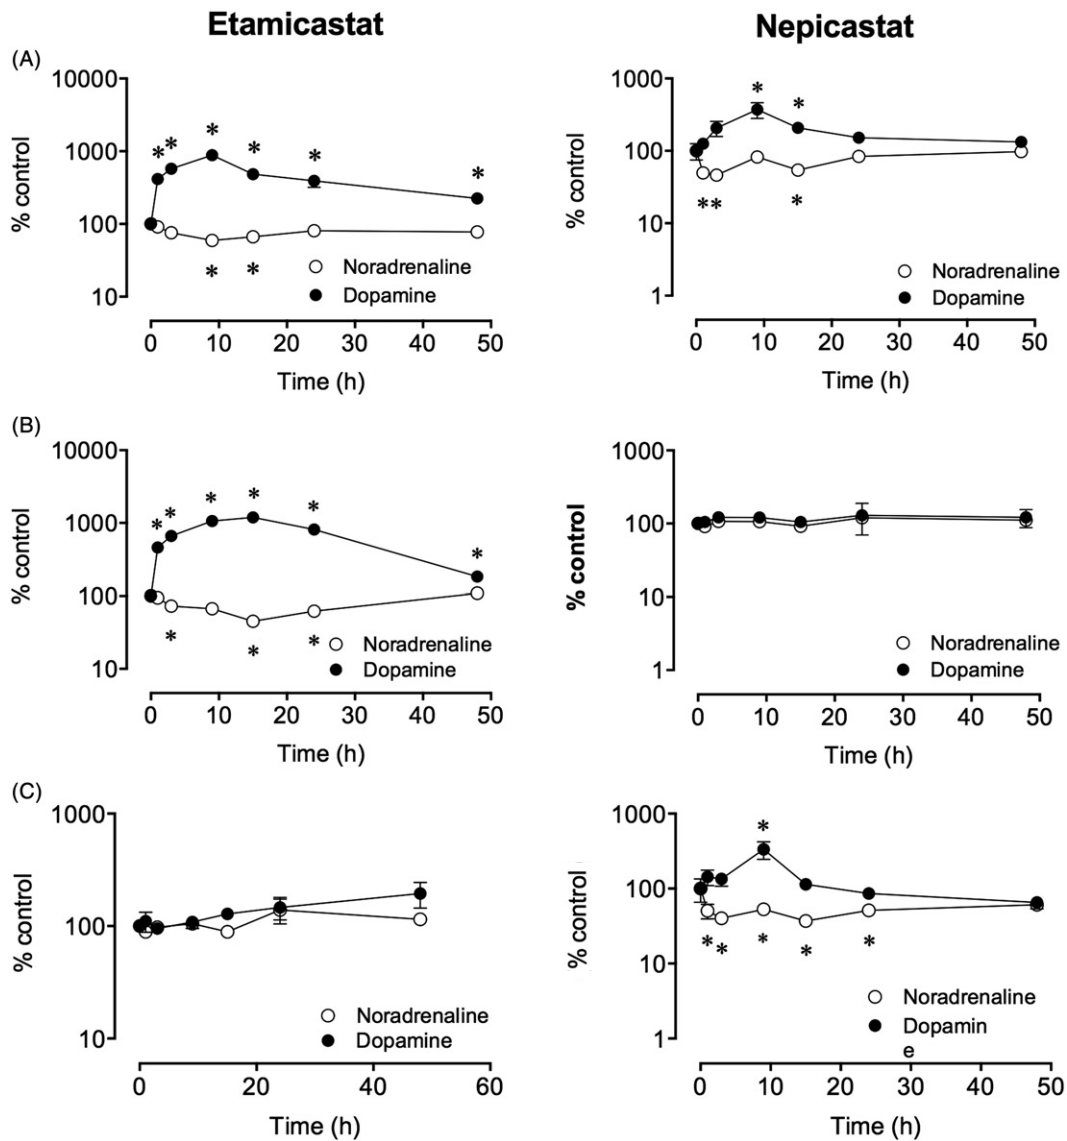 Etamicastat
Nepicastat
(A)
10000
1000
100
10
% control
* * * * * *
* *
Noradrenaline
Dopamine
0 10 20 30 40 50
Time (h)
1000
100
10
1
% control
* *
** *
Noradrenaline
Dopamine
0 10 20 30 40 50
Time (h)
(B)
10000
1000
100
10
% control
* * * * * *
* * *
Noradrenaline
Dopamine
0 10 20 30 40 50
Time (h)
1000
100
10
1
% control
Noradrenaline
Dopamine
0 10 20 30 40 50
Time (h)
(C)
1000
100
10
% control
Noradrenaline
Dopamine
0 20 40 60
Time (h)
1000
100
10
1
% control
*
* * * * *
Noradrenaline
Dopamin
e
0 10 20 30 40 50
Time (h)